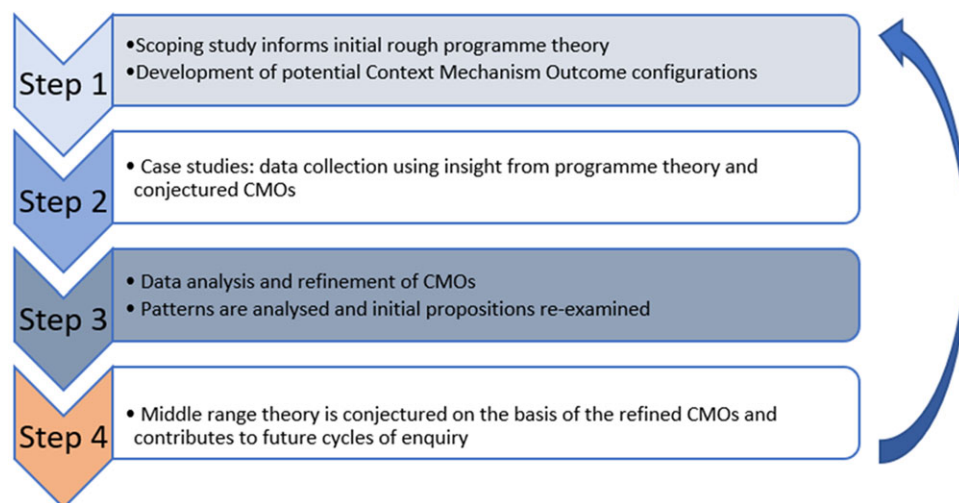 Step 1
•Scoping study informs initial rough programme theory
•Development of potential Context Mechanism Outcome configurations
Step 2
• Case studies: data collection using insight from programme theory and
conjectured CMOs
Step 3
• Data analysis and refinement of CMOs
• Patterns are analysed and initial propositions re-examined
Step 4
• Middle range theory is conjectured on the basis of the refined CMOs and
contributes to future cycles of enquiry